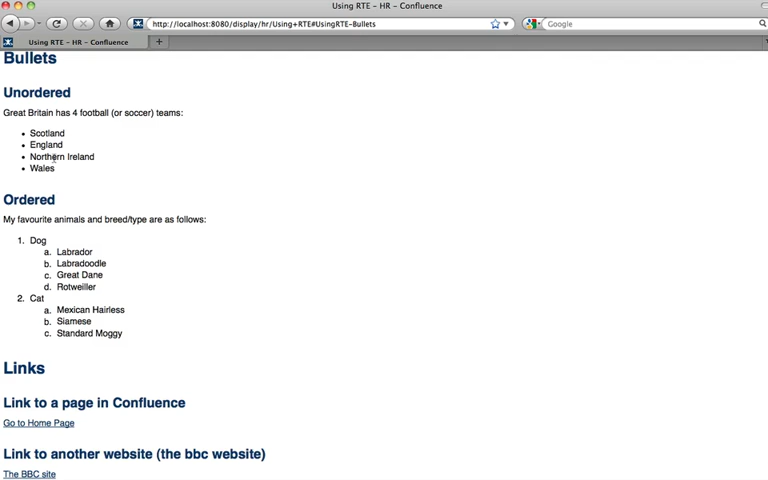 Using RTE – HR – Confluence
http://localhost:8080/display/hr/Using+RTE#UsingRTE-Bullets
Google
Using RTE – HR – Confluence
Bullets
Unordered
Great Britain has 4 football (or soccer) teams:
• Scotland
• England
• Northern Ireland
• Wales
Ordered
My favourite animals and breed/type are as follows:
1. Dog
a. Labrador
b. Labradoodle
c. Great Dane
d. Rotweiller
2. Cat
a. Mexican Hairless
b. Siamese
c. Standard Moggy
Links
Link to a page in Confluence
Go to Home Page
Link to another website (the bbc website)
The BBC site